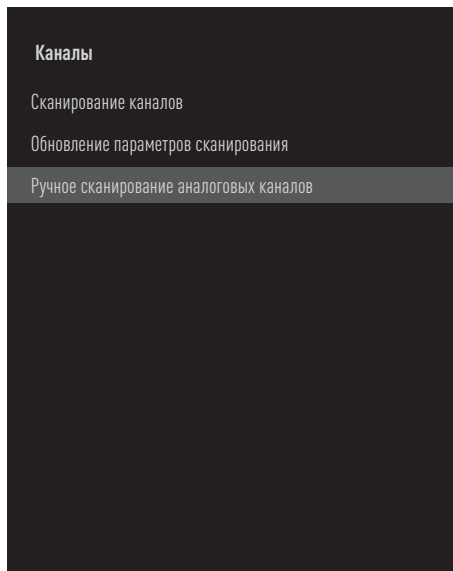 Каналы
Сканирование каналов
Обновление параметров сканирования
Ручное сканирование аналоговых каналов